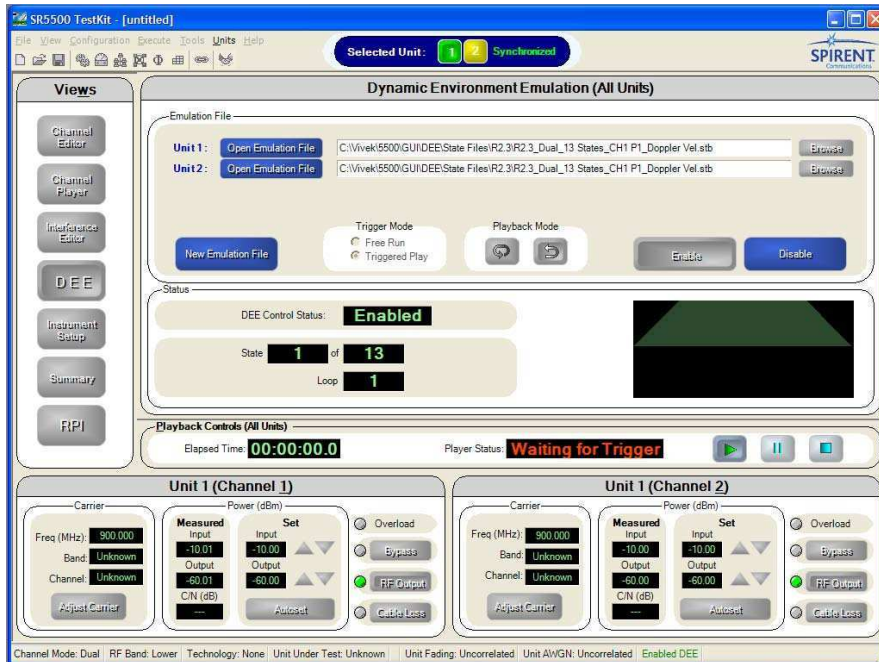 SR5500 TestKit - [untitled]
File View Configuration Execute Tools Units Help
Selected Unit: 1 2 Synchronized
SPIRENT
Communications
Views
Channel Editor
Channel Player
Interference Editor
DEE
Instrument Setup
Summary
RPI
Dynamic Environment Emulation (All Units)
Emulation File
Unit 1: Open Emulation File C:\Vivek\5500\GUI\DEE\State Files\R2.3\R2.3_Dual_13 States_CH1 P1_Doppler Vel.stb Browse
Unit 2: Open Emulation File C:\Vivek\5500\GUI\DEE\State Files\R2.3\R2.3_Dual_13 States_CH1 P1_Doppler Vel.stb Browse
New Emulation File
Trigger Mode
Free Run
Triggered Play
Playback Mode
Enable
Disable
Status
DEE Control Status: Enabled
State 1 of 13
Loop 1
Playback Controls (All Units)
Elapsed Time: 00:00:00.0
Player Status: Waiting for Trigger
Unit 1 (Channel 1)
Carrier
Freq (MHz): 900.000
Band: Unknown
Channel: Unknown
Adjust Carrier
Power (dBm)
Measured Set
Input Input
-10.01 -10.00
Output Output
-60.01 -60.00
C/N (dB)
---
Autoset
Overload
Bypass
RF Output
Cable Loss
Unit 1 (Channel 2)
Carrier
Freq (MHz): 900.000
Band: Unknown
Channel: Unknown
Adjust Carrier
Power (dBm)
Measured Set
Input Input
-10.00 -10.00
Output Output
-60.00 -60.00
C/N (dB)
---
Autoset
Overload
Bypass
RF Output
Cable Loss
Channel Mode: Dual RF Band: Lower Technology: None Unit Under Test: Unknown Unit Fading: Uncorrelated Unit AWGN: Uncorrelated Enabled DEE